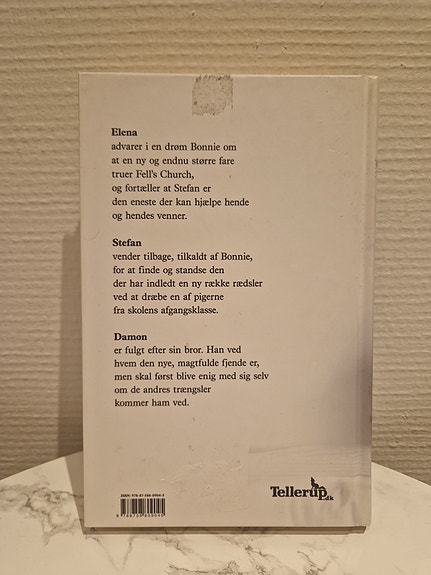 Elena
advarer i en drøm Bonnie om
at en ny og endnu større fare
truer Fell's Church,
og fortæller at Stefan er
den eneste der kan hjælpe hende
og hendes venner.
Stefan
vender tilbage, tilkaldt af Bonnie,
for at finde og standse den
der har indledt en ny række rædsler
ved at dræbe en af pigerne
fra skolens afgangsklasse.
Damon
er fulgt efter sin bror. Han ved
hvem den nye, magtfulde fjende er,
men skal først blive enig med sig selv
om de andres trængsler
kommer ham ved.
Tellerup.dk